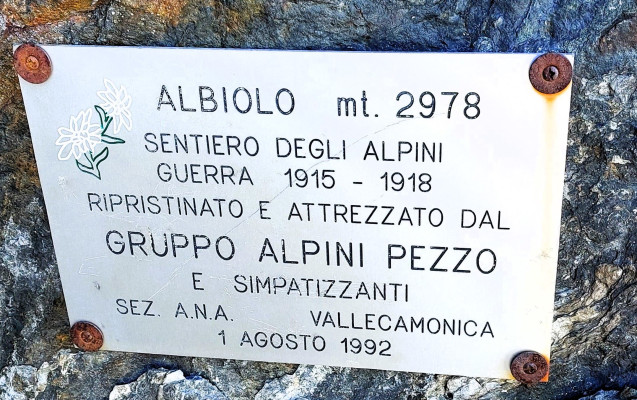 ALBIOLO mt. 2978
SENTIERO DEGLI ALPINI
GUERRA 1915 - 1918
RIPRISTINATO E ATTREZZATO DAL
GRUPPO ALPINI PEZZO
E SIMPATIZZANTI
SEZ. A.N.A. VALLECAMONICA
1 AGOSTO 1992